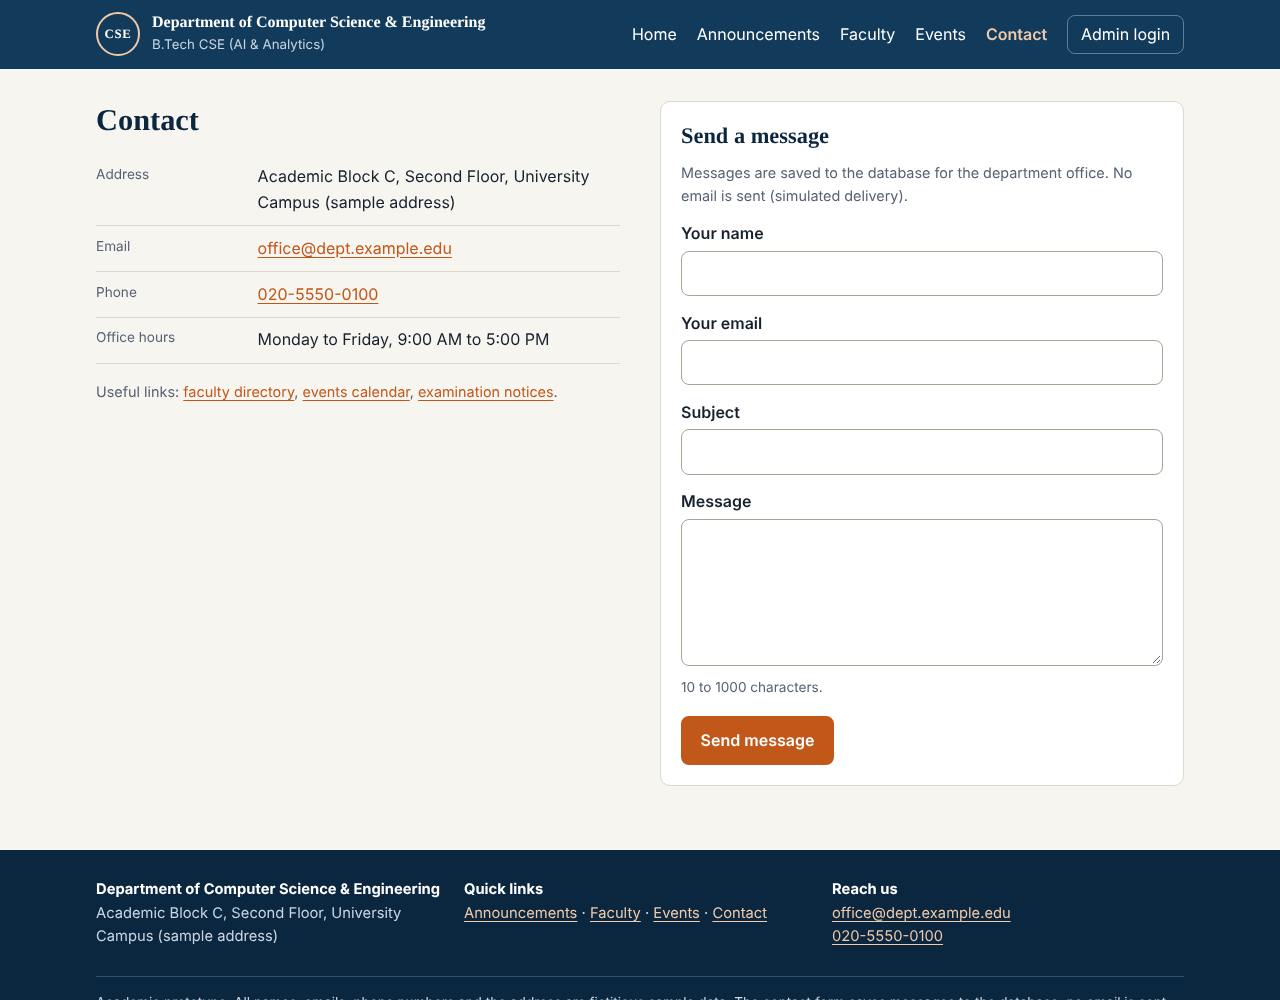 CSE
Department of Computer Science & Engineering
B.Tech CSE (AI & Analytics)
Home
Announcements
Faculty
Events
Contact
Admin login
Contact
Address
Academic Block C, Second Floor, University
Campus (sample address)
Email
office@dept.example.edu
Phone
020-5550-0100
Office hours
Monday to Friday, 9:00 AM to 5:00 PM
Useful links: faculty directory, events calendar, examination notices.
Send a message
Messages are saved to the database for the department office. No
email is sent (simulated delivery).
Your name
Your email
Subject
Message
10 to 1000 characters.
Send message
Department of Computer Science & Engineering
Academic Block C, Second Floor, University
Campus (sample address)
Quick links
Announcements · Faculty · Events · Contact
Reach us
office@dept.example.edu
020-5550-0100